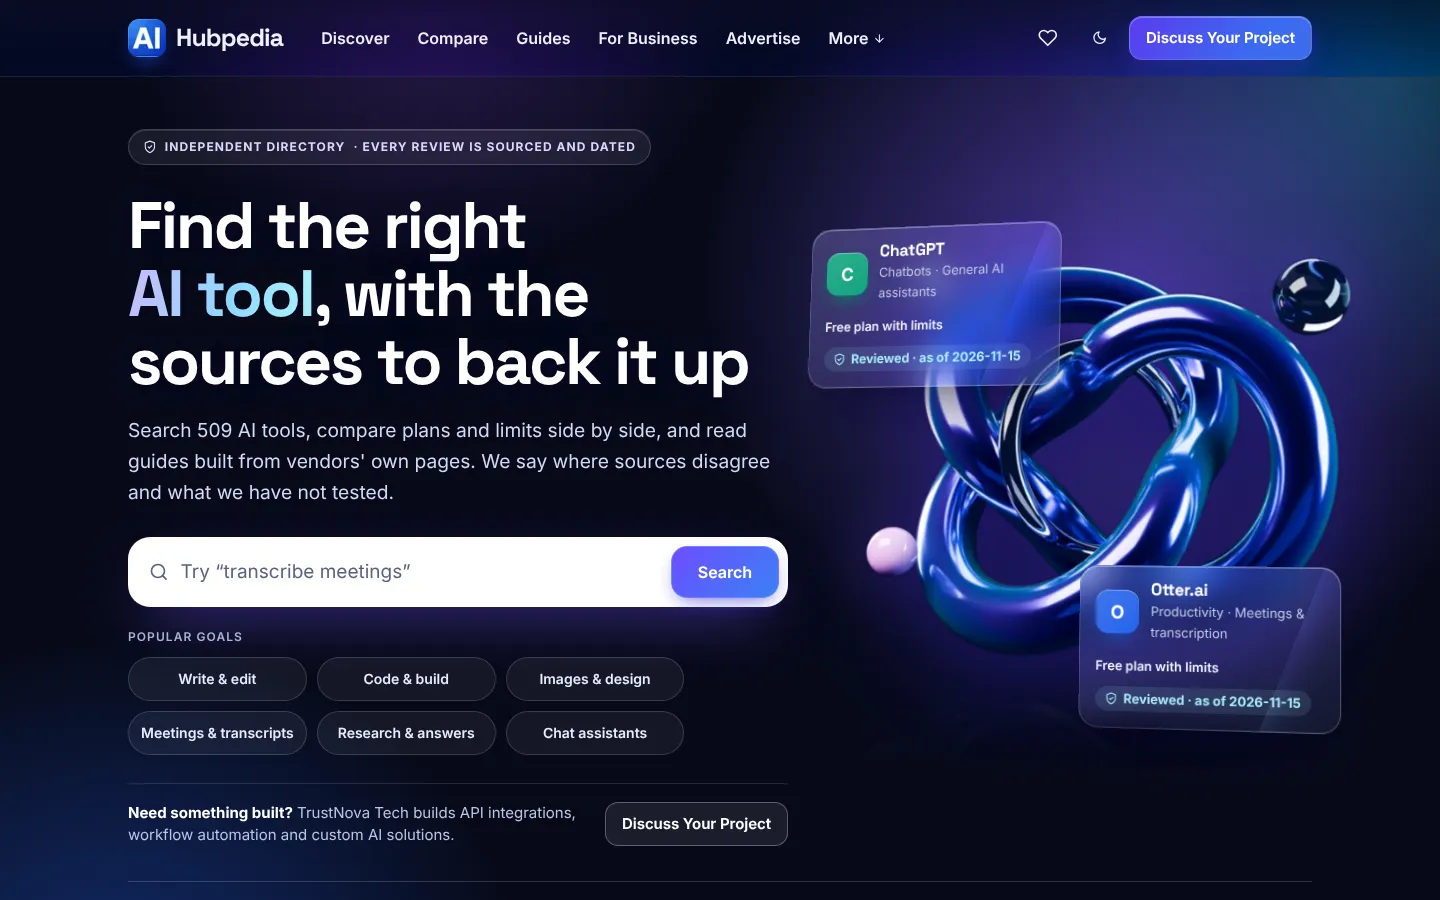 AI Hubpedia
Discover
Compare
Guides
For Business
Advertise
More ↓
Discuss Your Project
INDEPENDENT DIRECTORY · EVERY REVIEW IS SOURCED AND DATED
Find the right
AI tool, with the
sources to back it up
Search 509 AI tools, compare plans and limits side by side, and read
guides built from vendors' own pages. We say where sources disagree
and what we have not tested.
Try “transcribe meetings”
Search
POPULAR GOALS
Write & edit
Code & build
Images & design
Meetings & transcripts
Research & answers
Chat assistants
Need something built? TrustNova Tech builds API integrations,
workflow automation and custom AI solutions.
Discuss Your Project
C
ChatGPT
Chatbots · General AI
assistants
Free plan with limits
Reviewed · as of 2026-11-15
O
Otter.ai
Productivity · Meetings &
transcription
Free plan with limits
Reviewed · as of 2026-11-15